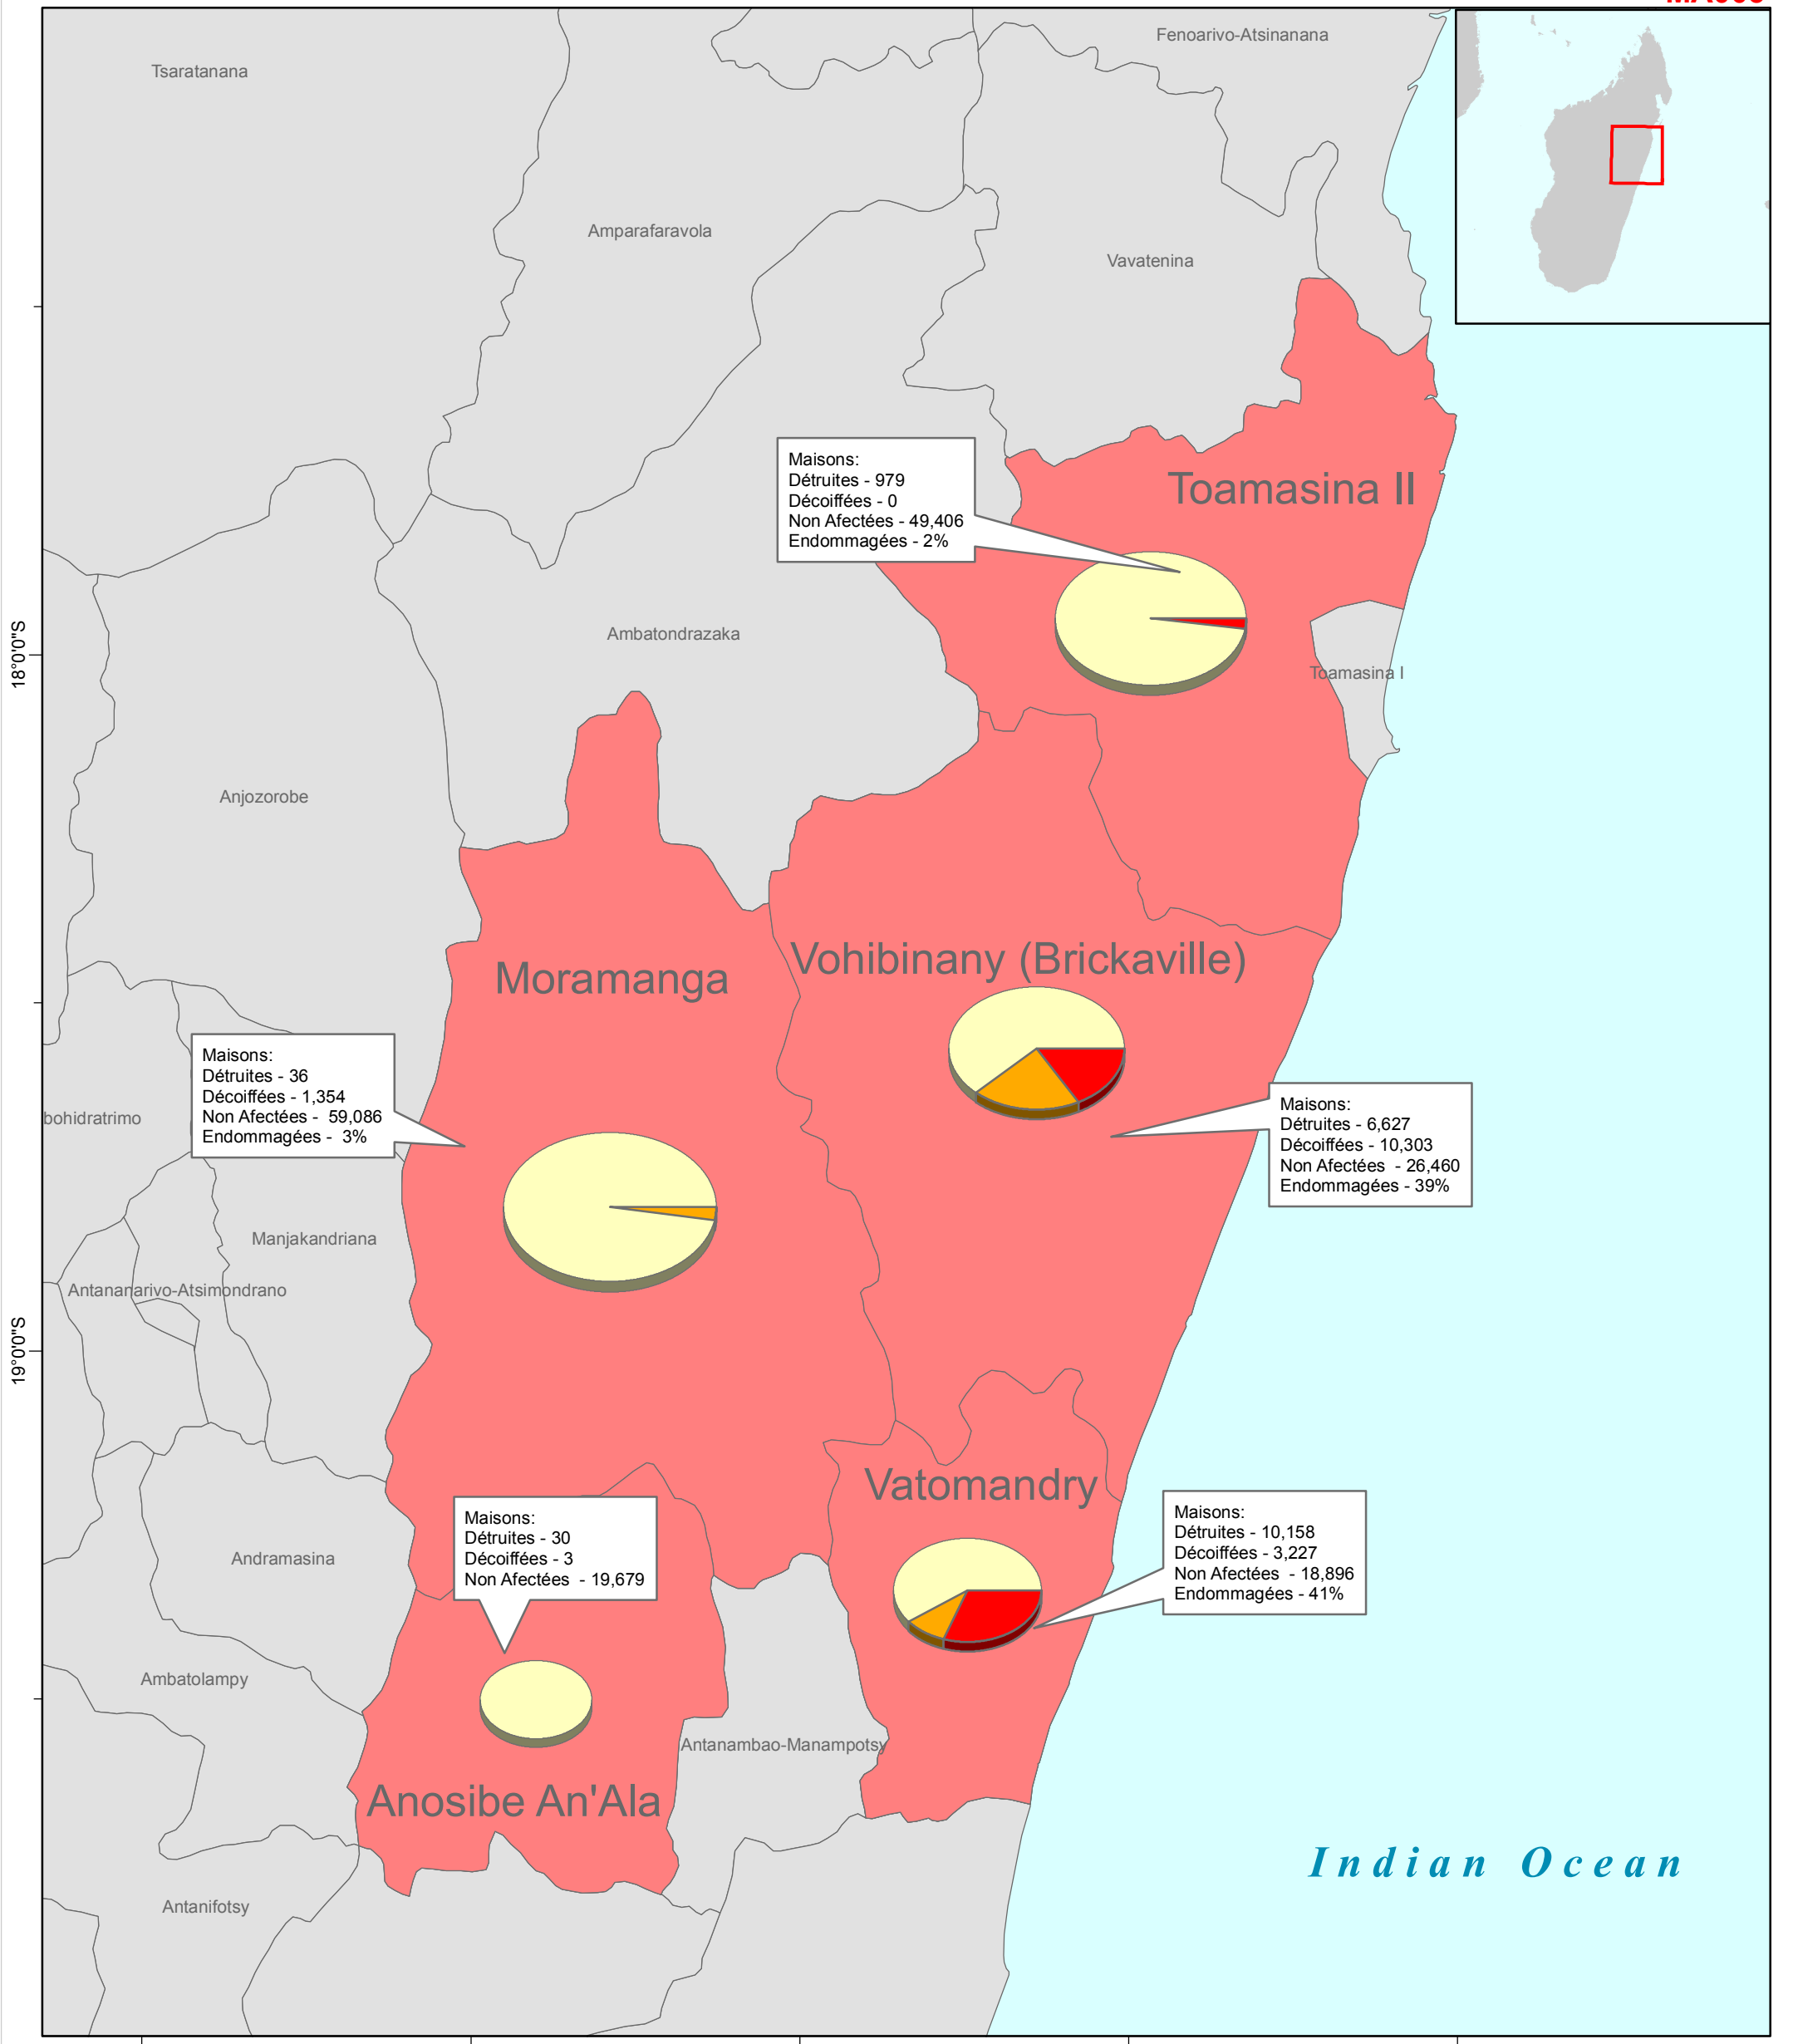 Fenoarivo-Atsinanana
Tsaratanana
Amparafaravola
Vavatenina
Maisons:
Détruites - 979
Décoiffées - 0
Non Afectées - 49,406
Endommagées - 2%
Toamasina II
Ambatondrazaka
18°0'0"S
Toamasina I
Anjozorobe
Vohibinany (Brickaville)
Moramanga
Maisons:
Détruites - 36
Décoiffées - 1,354
Non Afectées - 59,086
Endommagées - 3%
bohidratrimo
Maisons:
Détruites - 6,627
Décoiffées - 10,303
Non Afectées - 26,460
Endommagées - 39%
Manjakandriana
Antananarivo-Atsimondrano
19°0'0"S
Vatomandry
Maisons:
Détruites - 30
Décoiffées - 3
Non Afectées - 19,679
Maisons:
Détruites - 10,158
Décoiffées - 3,227
Non Afectées - 18,896
Endommagées - 41%
Andramasina
Ambatolampy
Antanambao-Manampotsy
Anosibe An'Ala
Indian Ocean
Antanifotsy